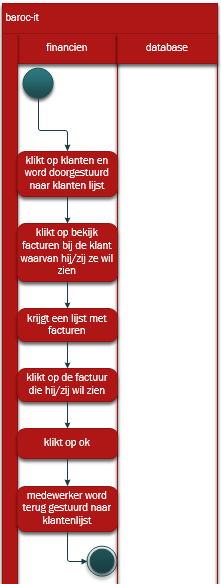 baroc-it
financien
database
klikt op klanten en
word doorgestuurd
naar klanten lijst
klikt op bekijk
facturen bij de klant
waarvan hij/zij ze wil
zien
krijgt een lijst met
facturen
klikt op de factuur
die hij/zij wil zien
klikt op ok
medewerker word
terug gestuurd naar
klantenlijst